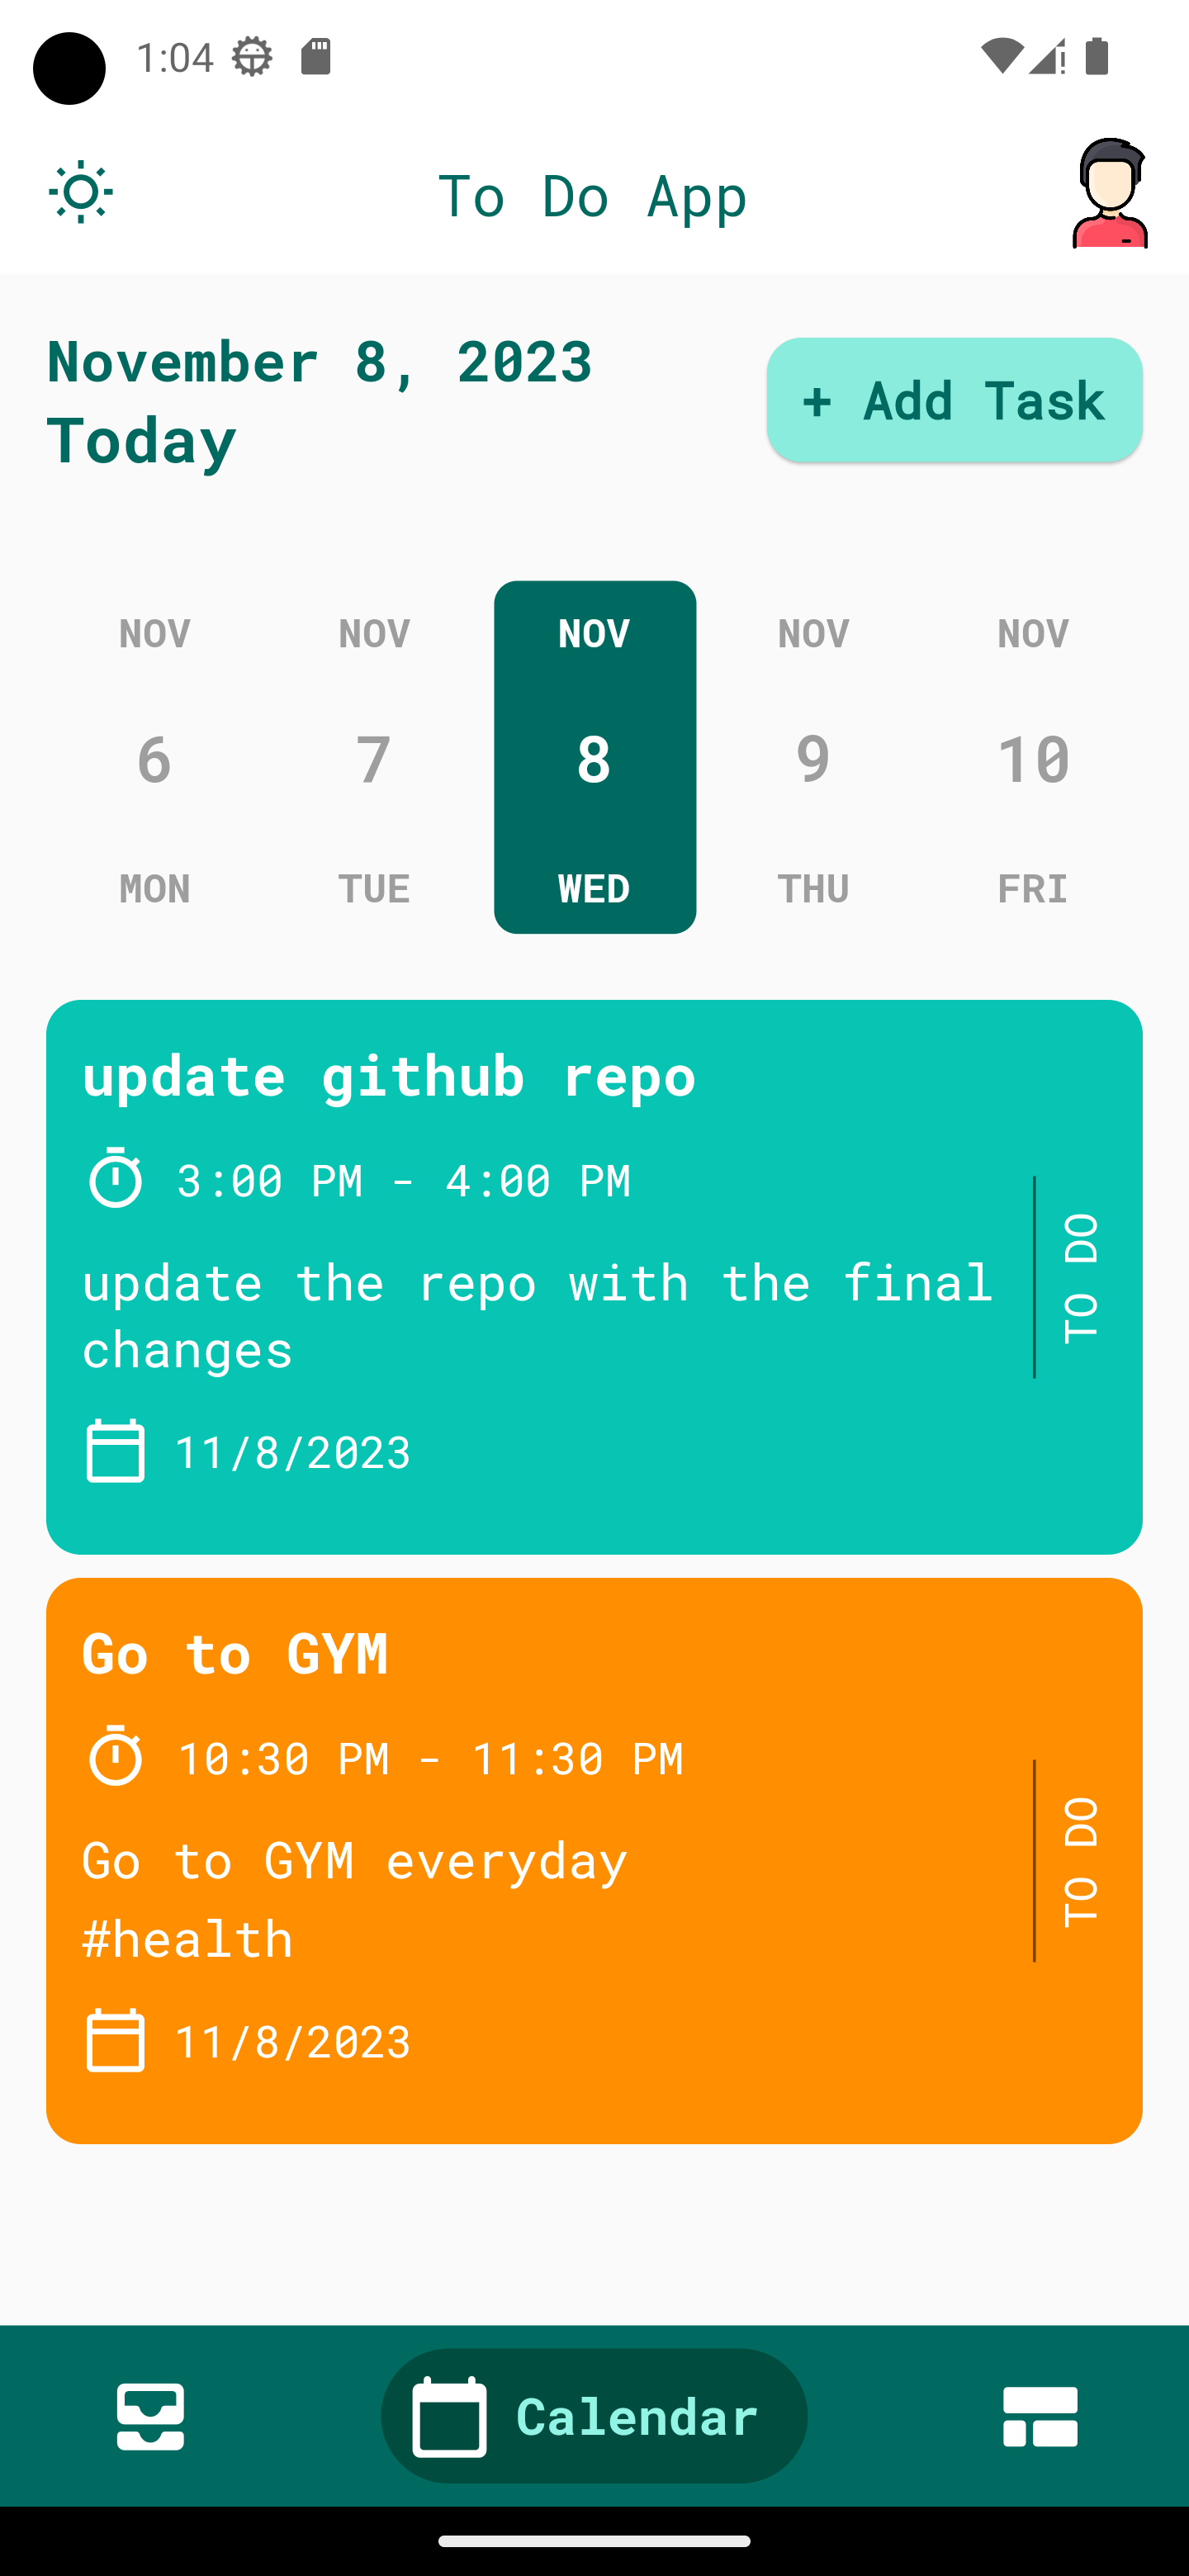 1:04
To Do App
November 8, 2023
Today
+ Add Task
NOV NOV NOV NOV NOV
6 7 8 9 10
MON TUE WED THU FRI
update github repo
3:00 PM - 4:00 PM
update the repo with the final
changes
11/8/2023
TO DO
Go to GYM
10:30 PM - 11:30 PM
Go to GYM everyday
#health
11/8/2023
TO DO
Calendar